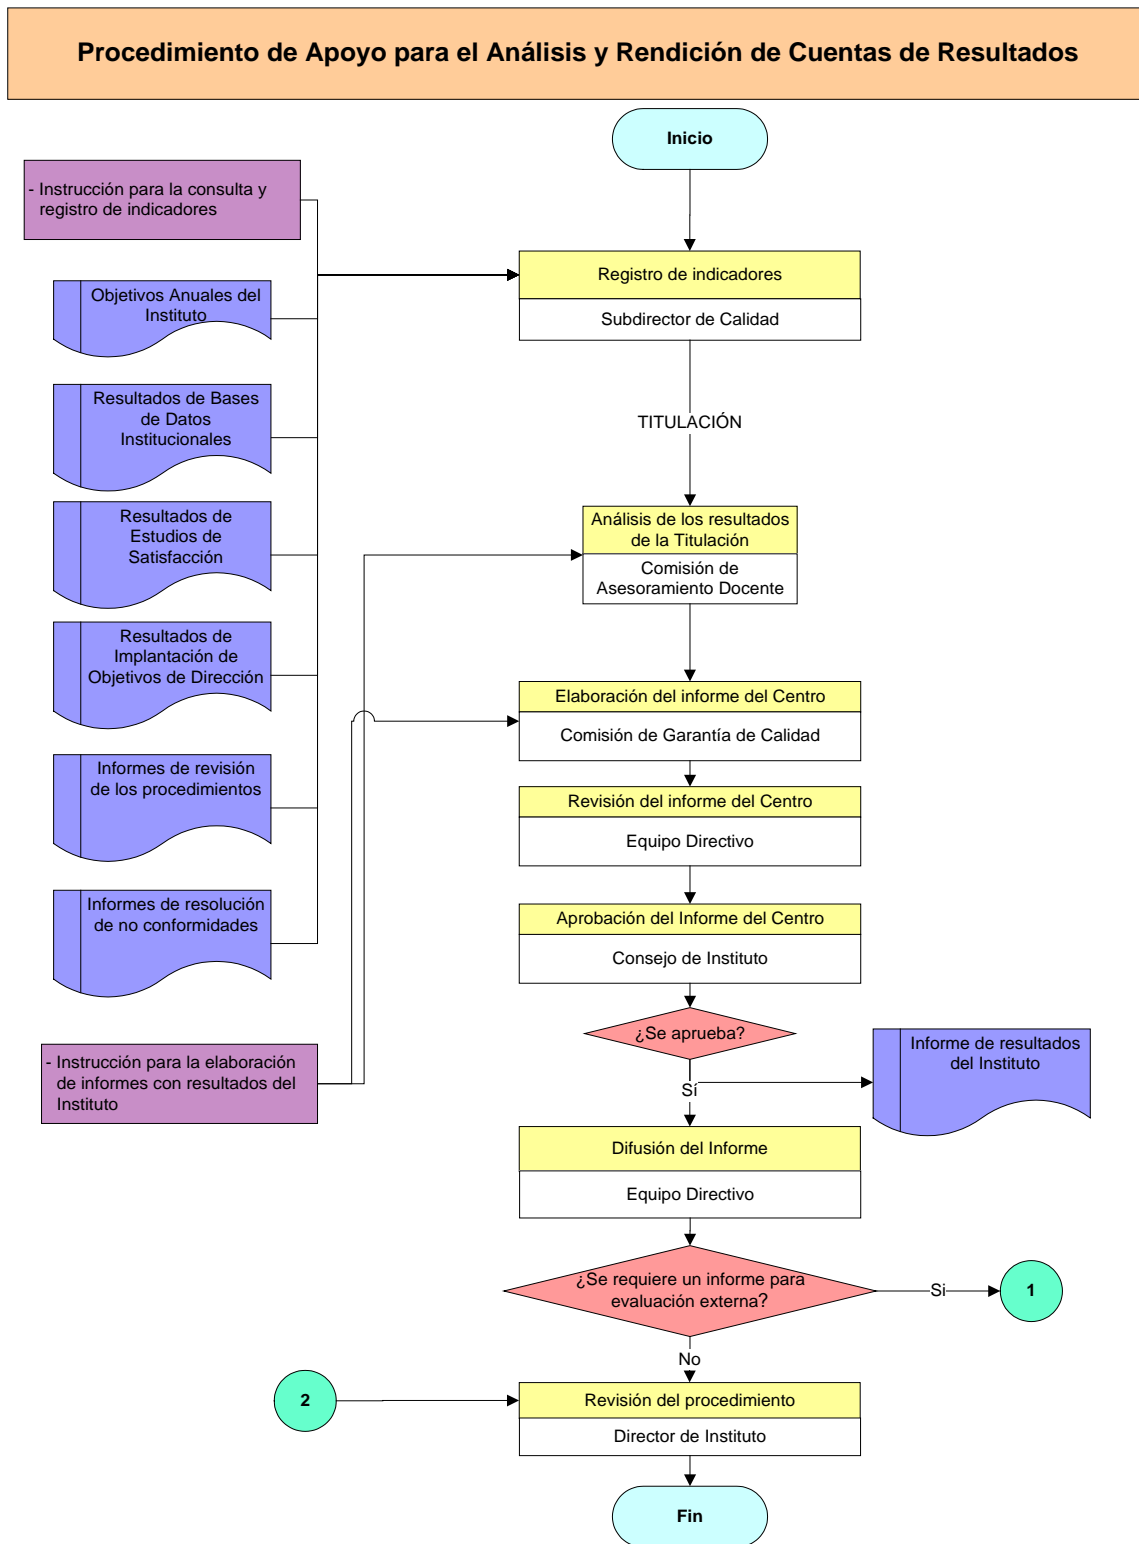 Procedimiento de Apoyo para el Análisis y Rendición de Cuentas de Resultados
Inicio
- Instrucción para la consulta y
registro de indicadores
Registro de indicadores
Subdirector de Calidad
Objetivos Anuales del
Instituto
Resultados de Bases
de Datos
Institucionales
TITULACIÓN
Resultados de
Estudios de
Satisfacción
Análisis de los resultados
de la Titulación
Comisión de
Asesoramiento Docente
Resultados de
Implantación de
Objetivos de Dirección
Elaboración del informe del Centro
Comisión de Garantía de Calidad
Informes de revisión
de los procedimientos
Revisión del informe del Centro
Equipo Directivo
Informes de resolución
de no conformidades
Aprobación del Informe del Centro
Consejo de Instituto
¿Se aprueba?
- Instrucción para la elaboración
de informes con resultados del
Instituto
Informe de resultados
del Instituto
Sí
Difusión del Informe
Equipo Directivo
¿Se requiere un informe para
evaluación externa?
Si
1
No
2
Revisión del procedimiento
Director de Instituto
Fin